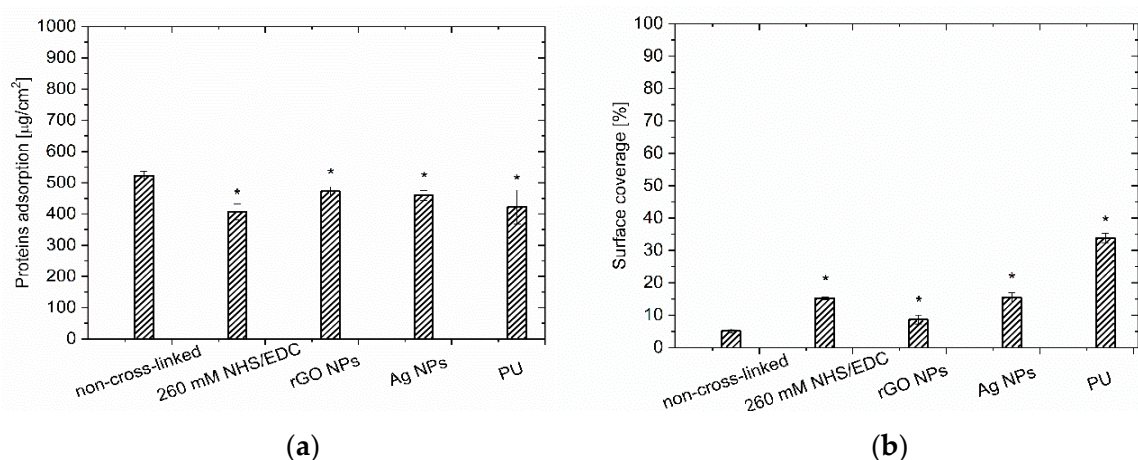 Proteins adsorption [μg/cm²]
1000
900
800
700
600
500
400
300
200
100
0
* * * *
non-cross-linked
260 mM NHS/EDC
rGO NPs
Ag NPs
PU
(a)
Surface coverage [%]
100
90
80
70
60
50
40
30
20
10
0
* * * *
non-cross-linked
260 mM NHS/EDC
rGO NPs
Ag NPs
PU
(b)